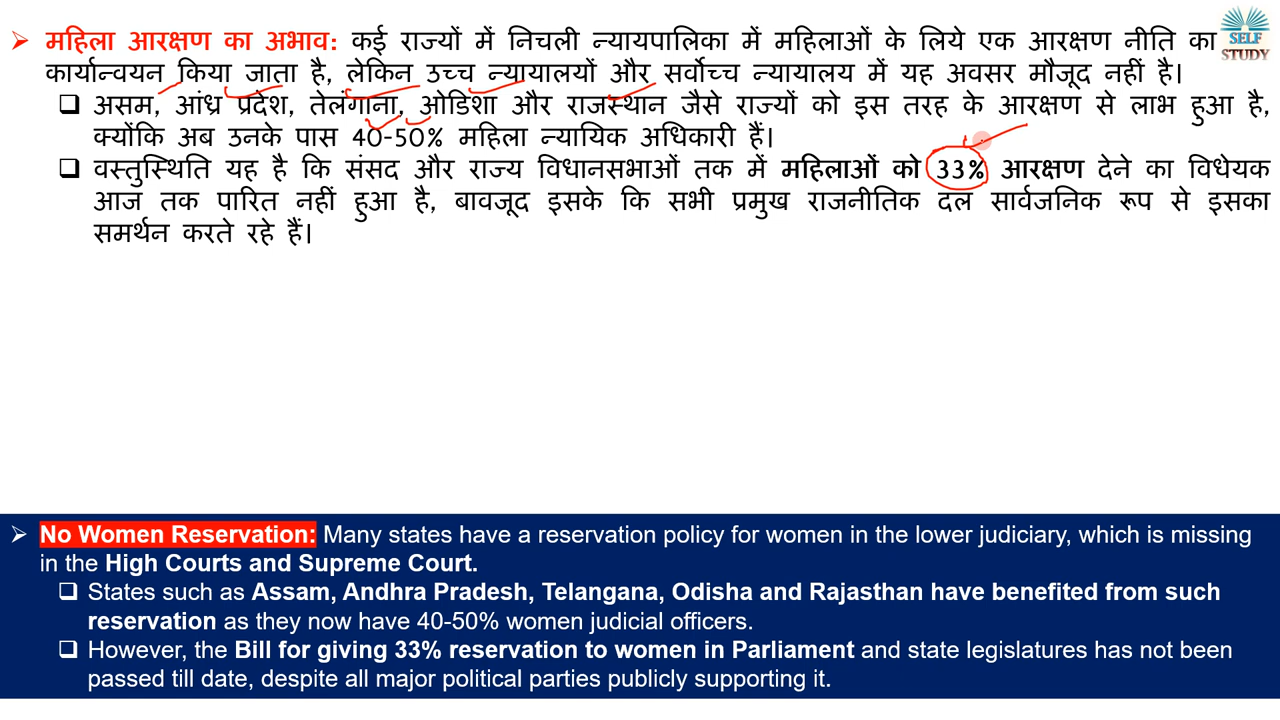 ➢ महिला आरक्षण का अभाव: कई राज्यों में निचली न्यायपालिका में महिलाओं के लिये एक आरक्षण नीति का
कार्यान्वयन किया जाता है, लेकिन उच्च न्यायालयों और सर्वोच्च न्यायालय में यह अवसर मौजूद नहीं है।
❑ असम, आंध्र प्रदेश, तेलंगाना, ओडिशा और राजस्थान जैसे राज्यों को इस तरह के आरक्षण से लाभ हुआ है,
क्योंकि अब उनके पास 40-50% महिला न्यायिक अधिकारी हैं।
❑ वस्तुस्थिति यह है कि संसद और राज्य विधानसभाओं तक में महिलाओं को 33% आरक्षण देने का विधेयक
आज तक पारित नहीं हुआ है, बावजूद इसके कि सभी प्रमुख राजनीतिक दल सार्वजनिक रूप से इसका
समर्थन करते रहे हैं।
SELF
STUDY
➢ No Women Reservation: Many states have a reservation policy for women in the lower judiciary, which is missing
in the High Courts and Supreme Court.
❑ States such as Assam, Andhra Pradesh, Telangana, Odisha and Rajasthan have benefited from such
reservation as they now have 40-50% women judicial officers.
❑ However, the Bill for giving 33% reservation to women in Parliament and state legislatures has not been
passed till date, despite all major political parties publicly supporting it.